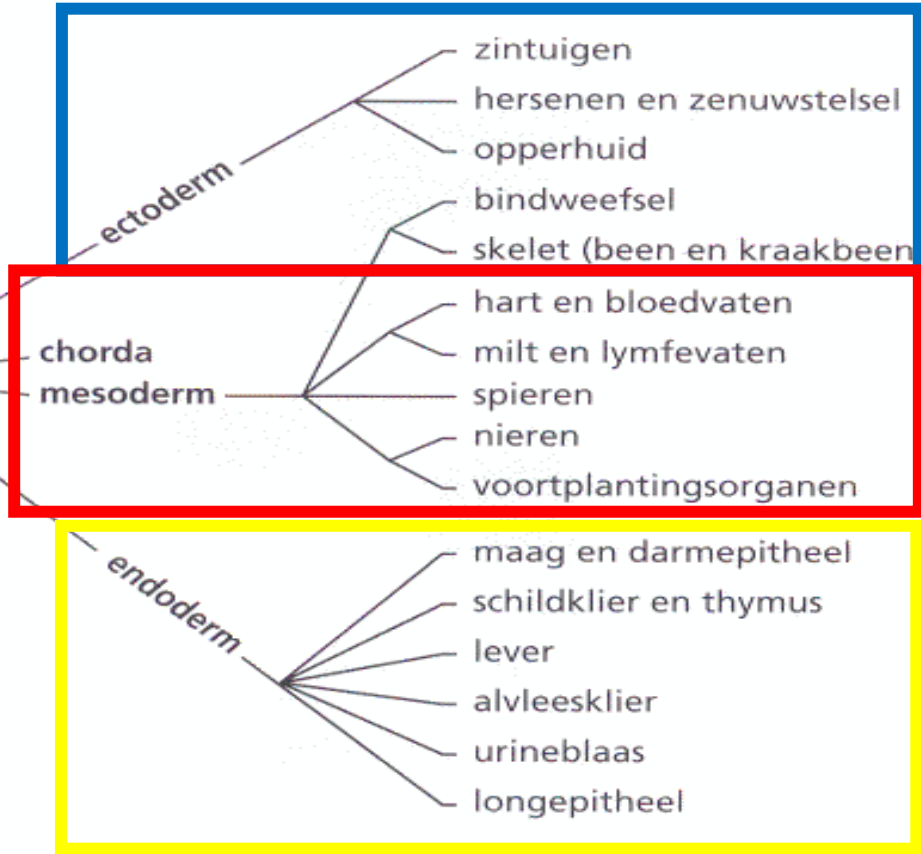 zintuigen
hersenen en zenuwstelsel
opperhuid
ectoderm
bindweefsel
skelet (been en kraakbeen
hart en bloedvaten
chorda
milt en lymfevaten
mesoderm
spieren
nieren
voortplantingsorganen
maag en darmepitheel
endoderm
schildklier en thymus
lever
alvleesklier
urineblaas
longepitheel